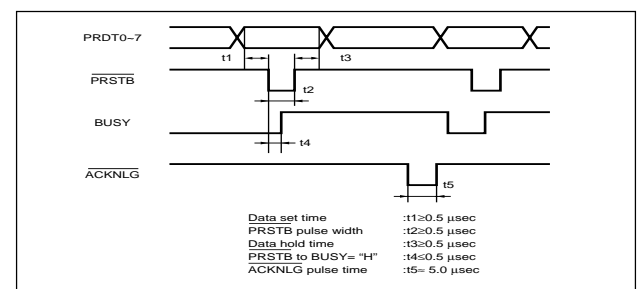 PRDT0~7
t1
t3
PRSTB
t2
BUSY
t4
ACKNLG
t5
Data set time :t1≥0.5 μsec
PRSTB pulse width :t2≥0.5 μsec
Data hold time :t3≥0.5 μsec
PRSTB to BUSY= “H” :t4≤0.5 μsec
ACKNLG pulse time :t5≈ 5.0 μsec